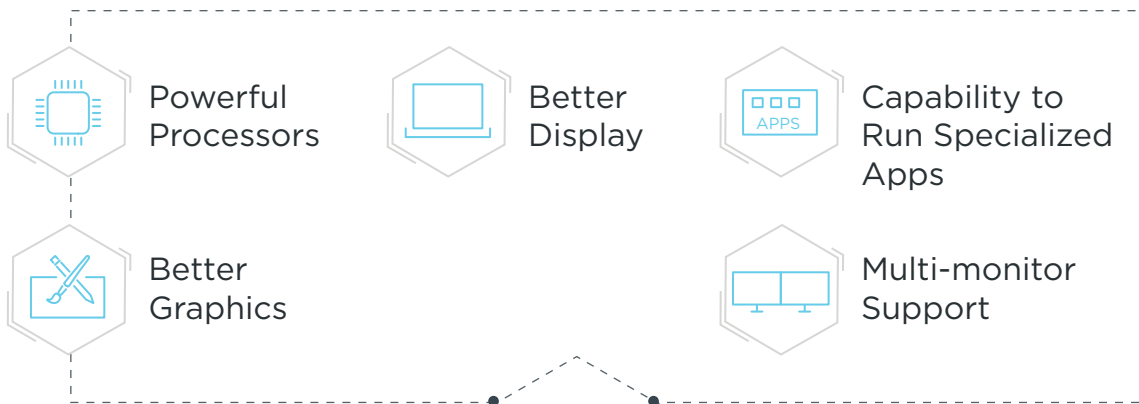 Powerful
Processors
Better
Display
APPS
Capability to
Run Specialized
Apps
Better
Graphics
Multi-monitor
Support